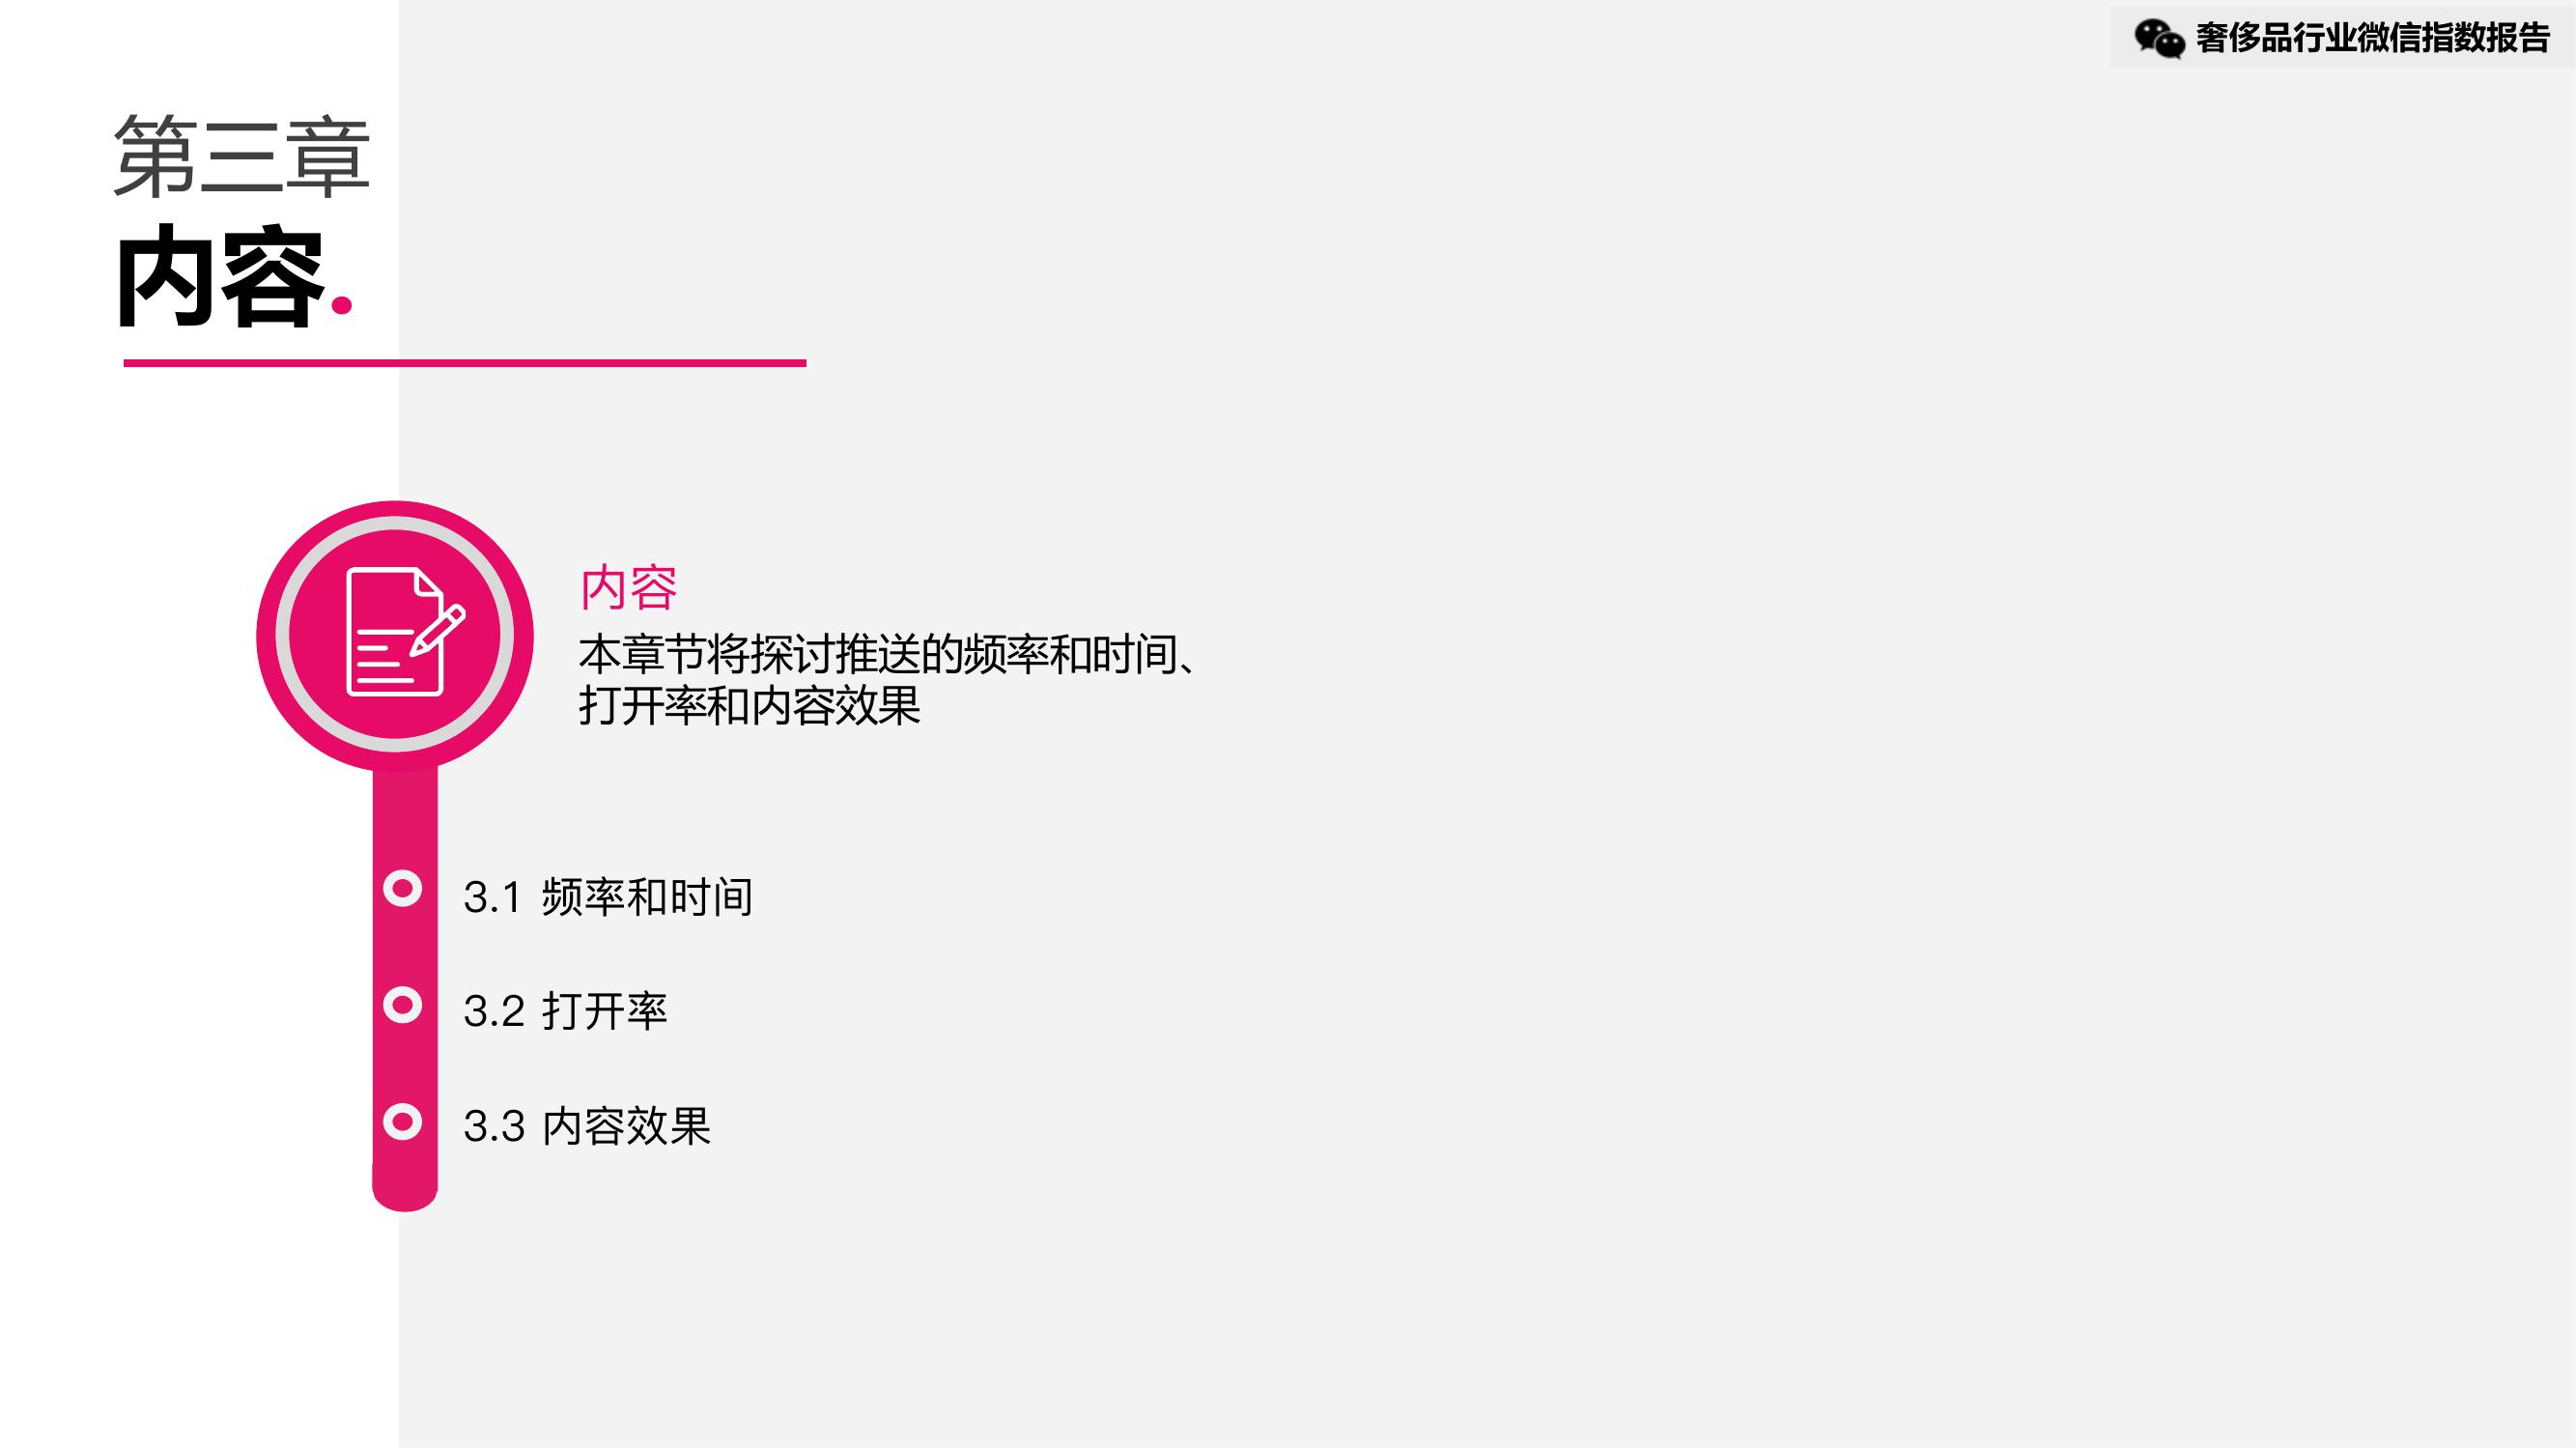 奢侈品行业微信指数报告
第三章
内容.
内容
本章节将探讨推送的频率和时间、
打开率和内容效果
3.1 频率和时间
3.2 打开率
3.3 内容效果